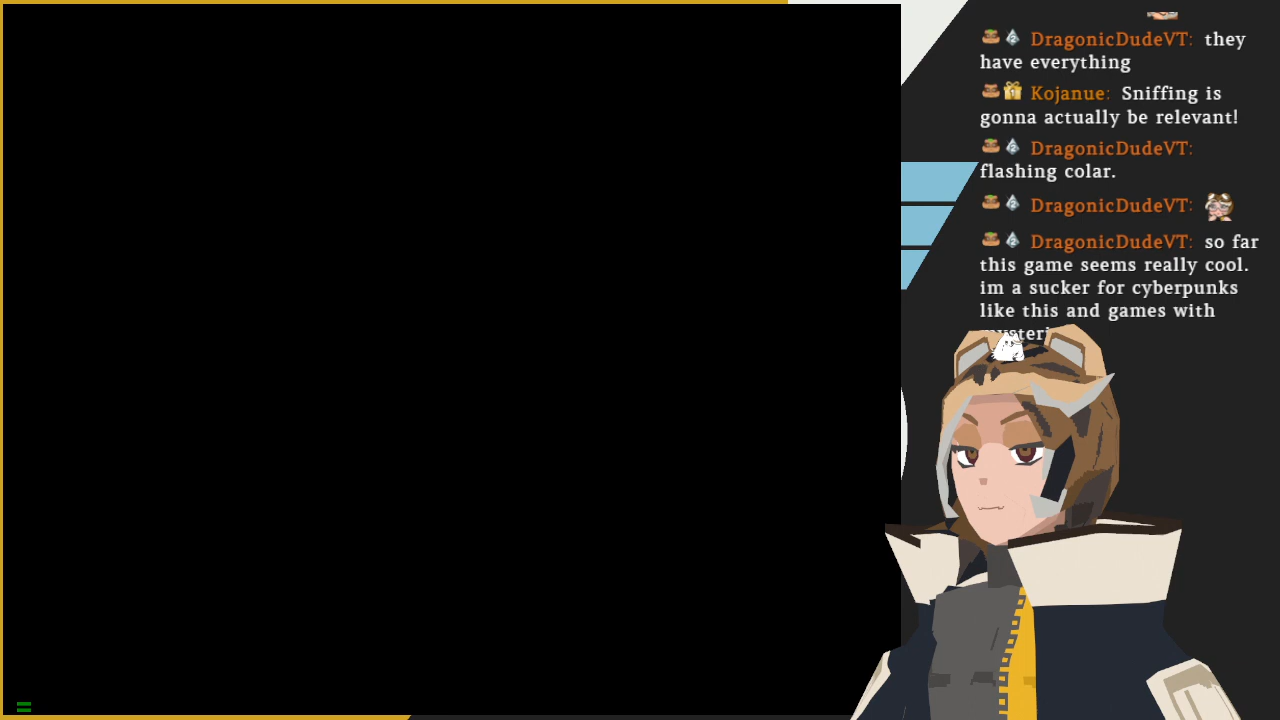 DragonicDudeVT: they
have everything
Kojanue: Sniffing is
gonna actually be relevant!
DragonicDudeVT:
flashing colar.
DragonicDudeVT:
DragonicDudeVT: so far
this game seems really cool.
im a sucker for cyberpunks
like this and games with